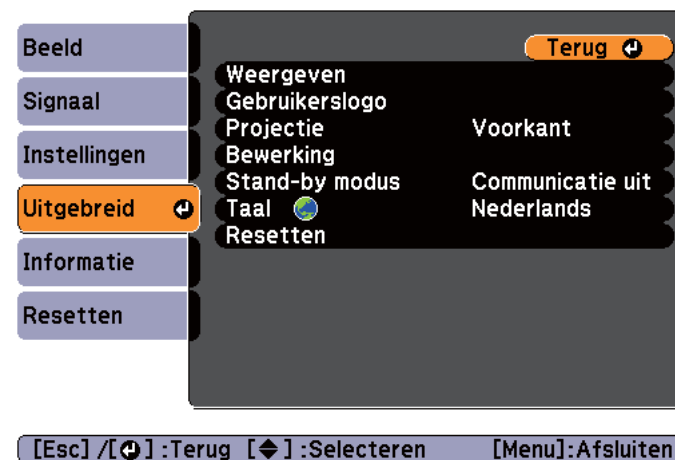 Beeld
Signaal
Instellingen
Uitgebreid
Informatie
Resetten
Terug
Weergeven
Gebruikerslogo
Projectie Voorkant
Bewerking
Stand-by modus Communicatie uit
Taal Nederlands
Resetten
[Esc] /[ ] :Terug [ ] :Selecteren [Menu]:Afsluiten